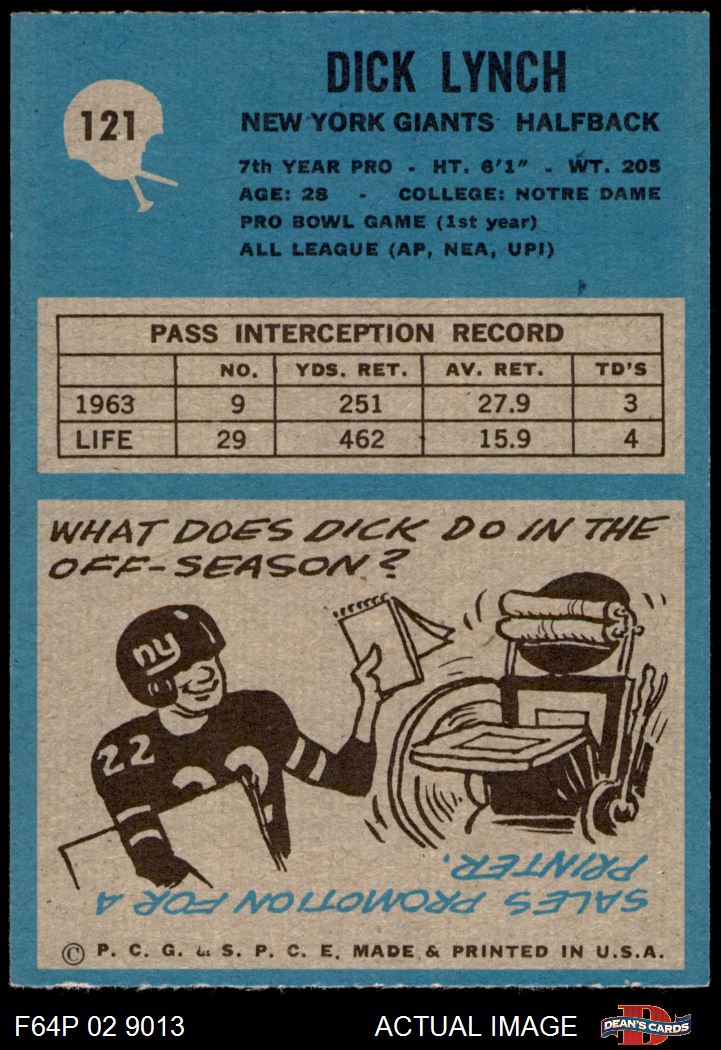 121
DICK LYNCH
NEW YORK GIANTS HALFBACK
7th YEAR PRO - HT. 6'1" - WT. 205
AGE: 28 - COLLEGE: NOTRE DAME
PRO BOWL GAME (1st year)
ALL LEAGUE (AP, NEA, UPI)
PASS INTERCEPTION RECORD
NO. YDS. RET. AV. RET. TD'S
1963 9 251 27.9 3
LIFE 29 462 15.9 4
WHAT DOES DICK DO IN THE
OFF-SEASON?
ny
22
SALES PROMOTION FOR A
PRINTER.
© P. C. G. & S. P. C. E. MADE & PRINTED IN U.S.A.
F64P 02 9013 ACTUAL IMAGE
D
DEAN'S CARDS